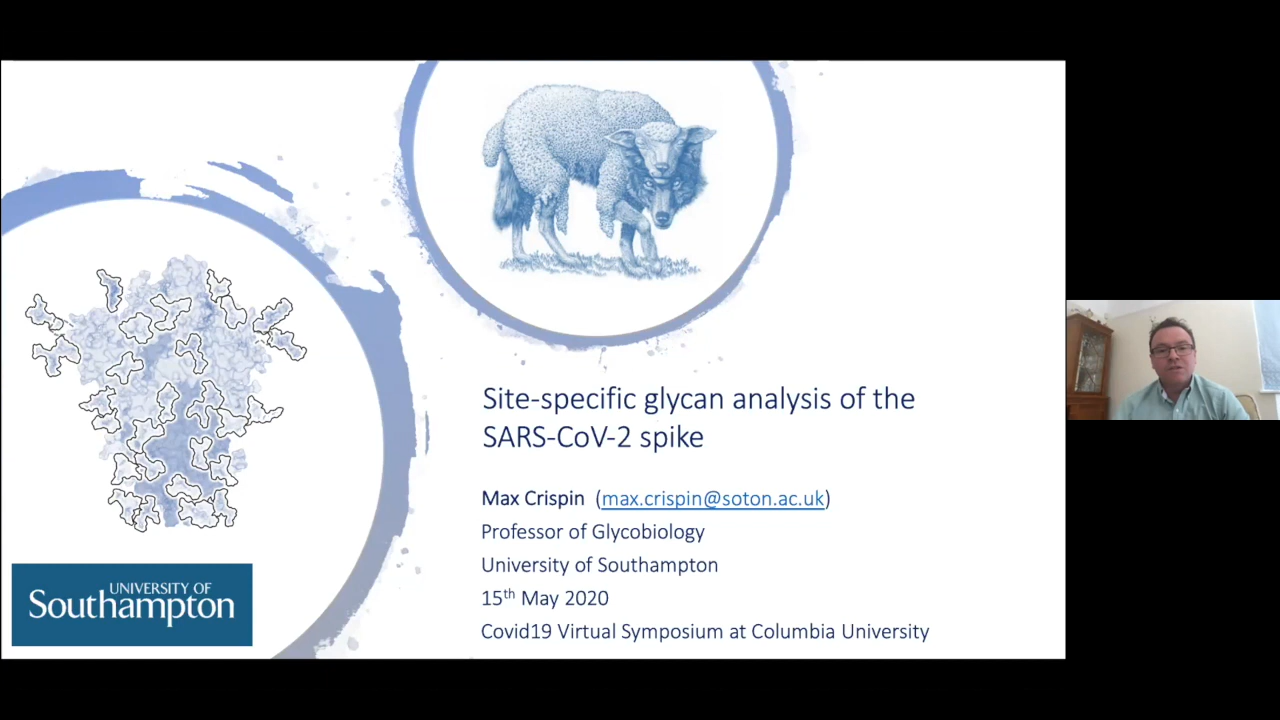 Site-specific glycan analysis of the
SARS-CoV-2 spike
Max Crispin (max.crispin@soton.ac.uk)
Professor of Glycobiology
University of Southampton
15th May 2020
Covid19 Virtual Symposium at Columbia University
UNIVERSITY OF
Southampton